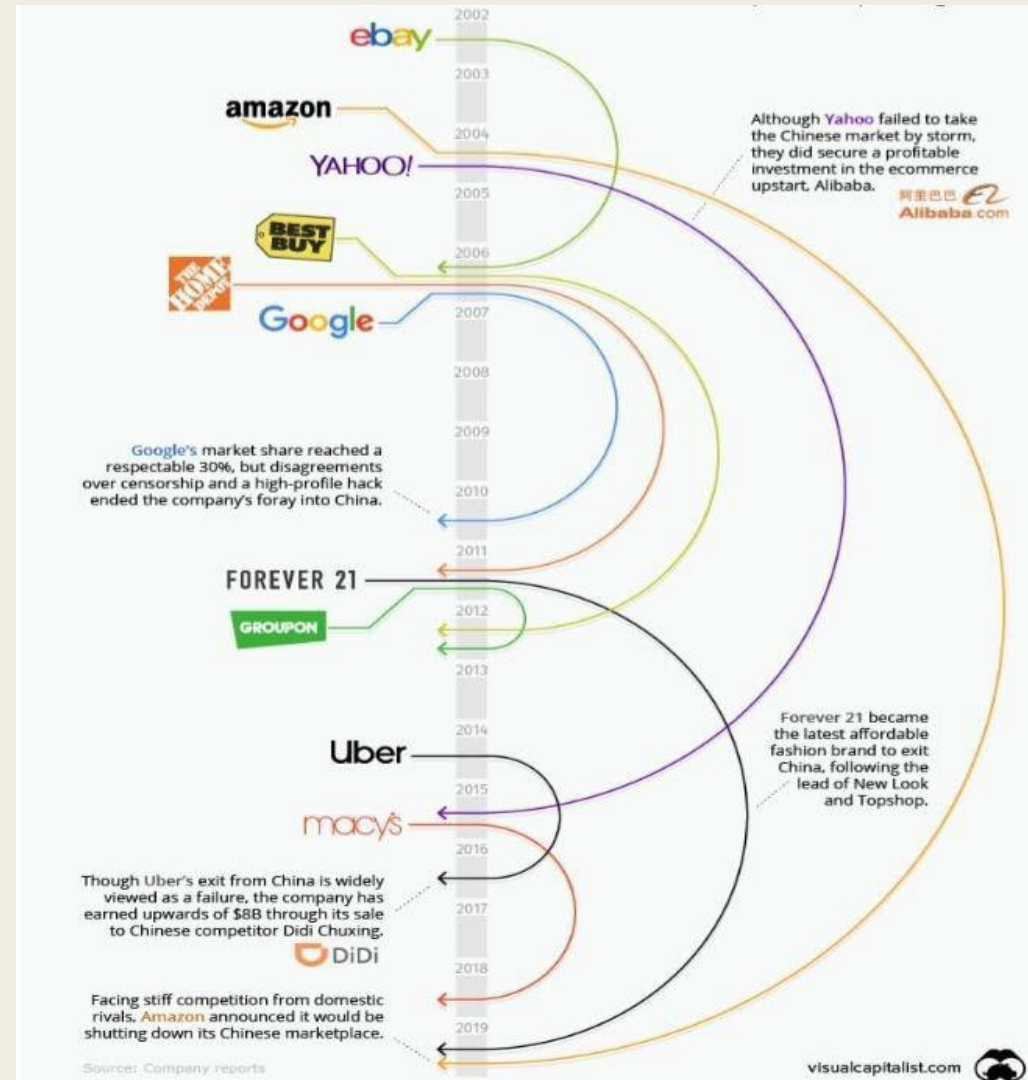 2002
ebay
2003
amazon
2004
YAHOO!
Although Yahoo failed to take
the Chinese market by storm,
they did secure a profitable
investment in the ecommerce
upstart, Alibaba.
阿里巴巴
Alibaba.com
2005
BEST
BUY
2006
THE
HOME
DEPOT
Google
2007
2008
2009
Google's market share reached a
respectable 30%, but disagreements
over censorship and a high-profile hack
ended the company's foray into China.
2010
2011
FOREVER 21
2012
GROUPON
2013
2014
Uber
Forever 21 became
the latest affordable
fashion brand to exit
China, following the
lead of New Look
and Topshop.
2015
macy's
2016
Though Uber's exit from China is widely
viewed as a failure, the company has
earned upwards of $8B through its sale
to Chinese competitor Didi Chuxing.
DiDi
2017
2018
Facing stiff competition from domestic
rivals, Amazon announced it would be
shutting down its Chinese marketplace.
2019
Source: Company reports
visualcapitalist.com